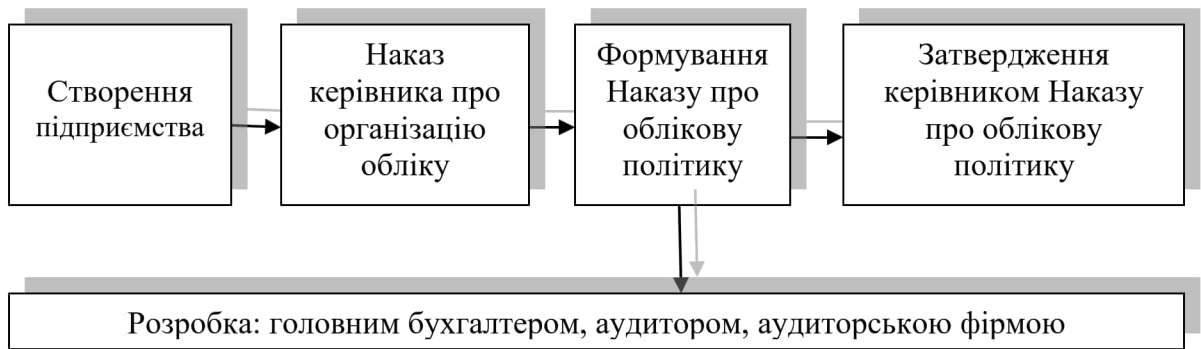 Створення
підприємства
Наказ
керівника про
організацію
обліку
Формування
Наказу про
облікову
політику
Затвердження
керівником Наказу
про облікову
політику
Розробка: головним бухгалтером, аудитором, аудиторською фірмою